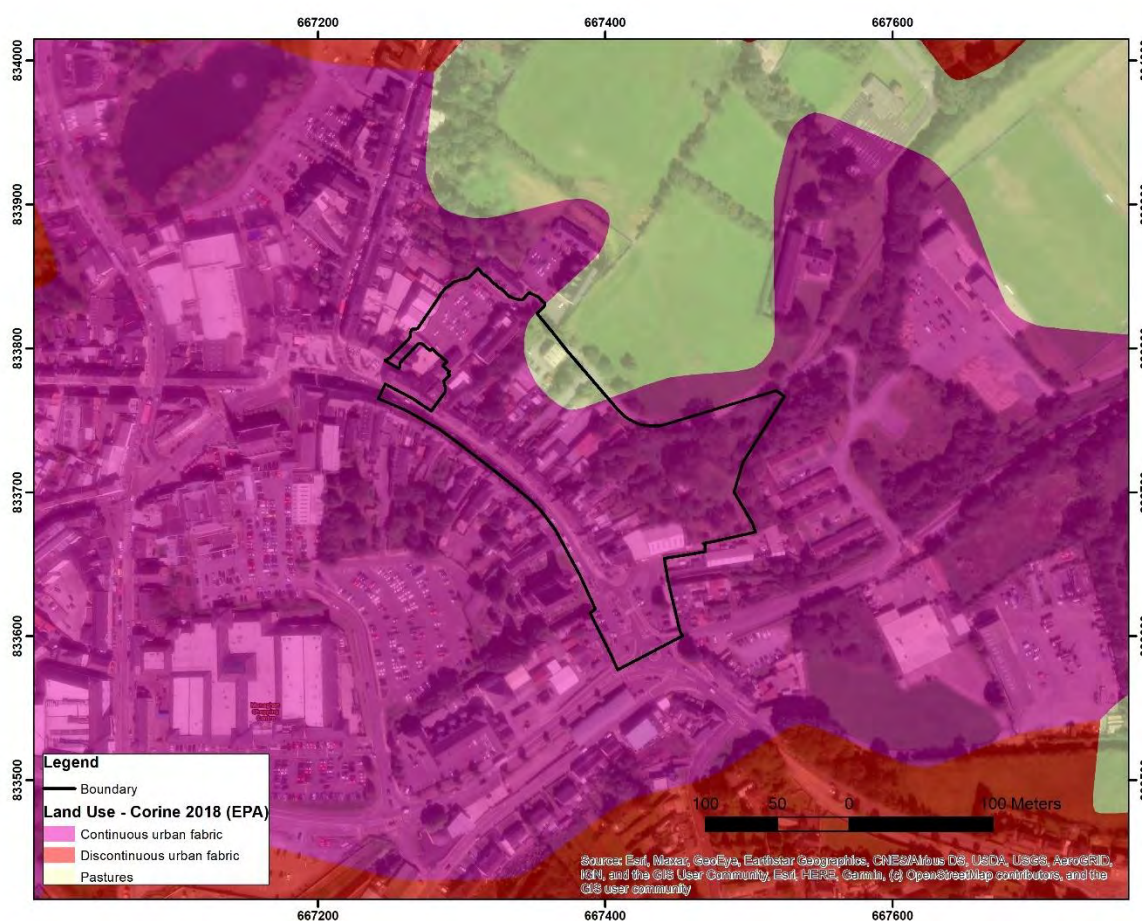 667200 667400 667600
834000
833900
833800
833700
833600
833500
Monaghan
Shopping
Centre
Legend
Boundary
Land Use - Corine 2018 (EPA)
Continuous urban fabric
Discontinuous urban fabric
Pastures
100 50 0 100 Meters
Source: Esri, Maxar, GeoEye, Earthstar Geographics, CNES/Airbus DS, USDA, USGS, AeroGRID,
IGN, and the GIS User Community, Esri, HERE, Garmin, (c) OpenStreetMap contributors, and the
GIS user community
667200 667400 667600